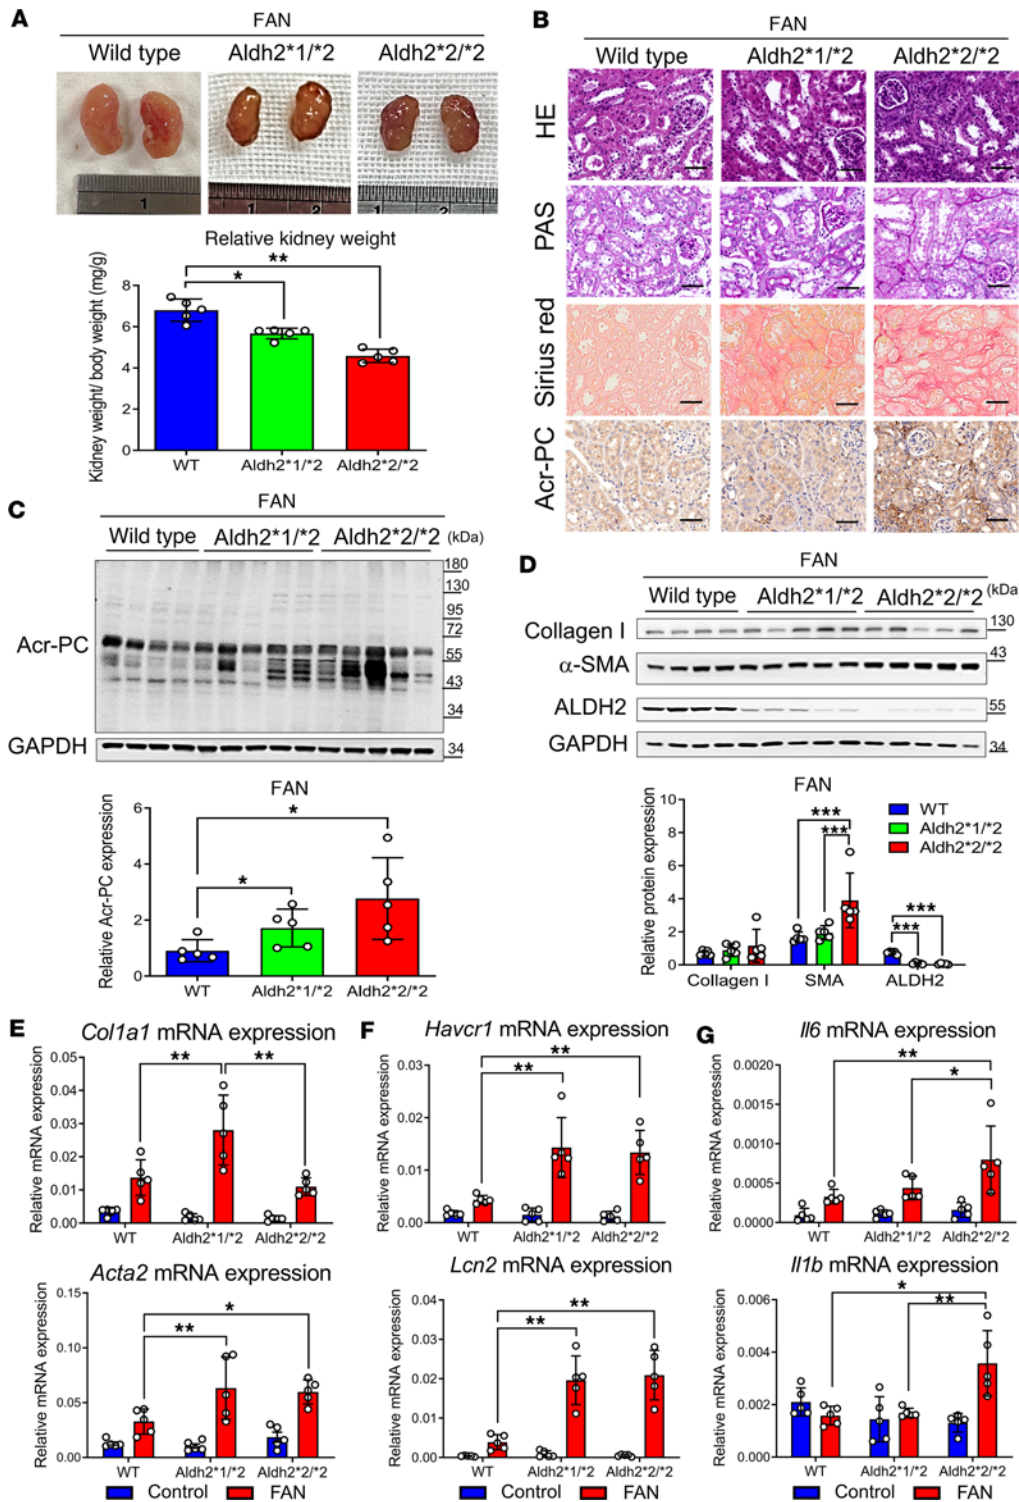 A
FAN
Wild type Aldh2*1/*2 Aldh2*2/*2
1 1 2 1 2
Relative kidney weight
Kidney weight/ body weight (mg/g)
** 
*
8
6
4
2
0
WT Aldh2*1/*2 Aldh2*2/*2
B
FAN
Wild type Aldh2*1/*2 Aldh2*2/*2
HE
PAS
Sirius red
Acr-PC
C
FAN
Wild type Aldh2*1/*2 Aldh2*2/*2 (kDa)
180
130
95
72
Acr-PC
55
43
34
GAPDH 34
FAN
Relative Acr-PC expression
*
*
6
4
2
0
WT Aldh2*1/*2 Aldh2*2/*2
D
FAN
Wild type Aldh2*1/*2 Aldh2*2/*2 (kDa)
Collagen I 130
α-SMA 43
ALDH2 55
GAPDH 34
FAN
Relative protein expression
WT
Aldh2*1/*2
Aldh2*2/*2
***
***
***
***
10
8
6
4
2
0
Collagen I SMA ALDH2
E
Col1a1 mRNA expression
Relative mRNA expression
** **
0.05
0.04
0.03
0.02
0.01
0.00
WT Aldh2*1/*2 Aldh2*2/*2
Acta2 mRNA expression
Relative mRNA expression
*
**
0.15
0.10
0.05
0.00
WT Aldh2*1/*2 Aldh2*2/*2
Control FAN
F
Havcr1 mRNA expression
Relative mRNA expression
**
**
0.04
0.03
0.02
0.01
0.00
WT Aldh2*1/*2 Aldh2*2/*2
Lcn2 mRNA expression
Relative mRNA expression
**
**
0.04
0.03
0.02
0.01
0.00
WT Aldh2*1/*2 Aldh2*2/*2
Control FAN
G
Il6 mRNA expression
Relative mRNA expression
**
*
0.0020
0.0015
0.0010
0.0005
0.0000
WT Aldh2*1/*2 Aldh2*2/*2
Il1b mRNA expression
Relative mRNA expression
*
**
0.006
0.004
0.002
0.000
WT Aldh2*1/*2 Aldh2*2/*2
Control FAN